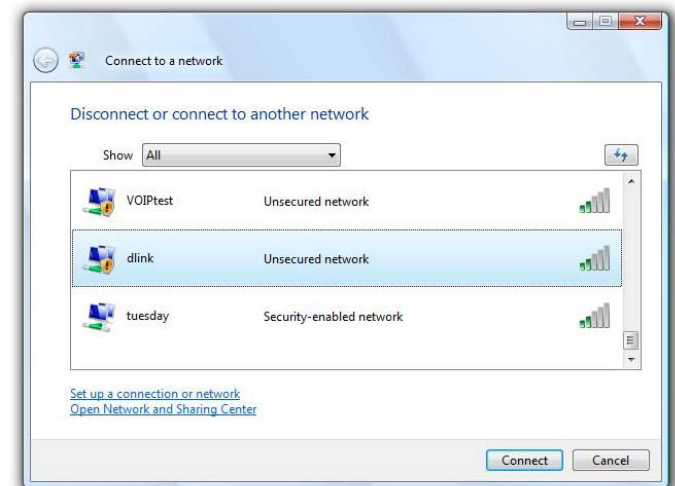 Connect to a network
Disconnect or connect to another network
Show All
VOIPtest Unsecured network
dlink Unsecured network
tuesday Security-enabled network
Set up a connection or network
Open Network and Sharing Center
Connect Cancel